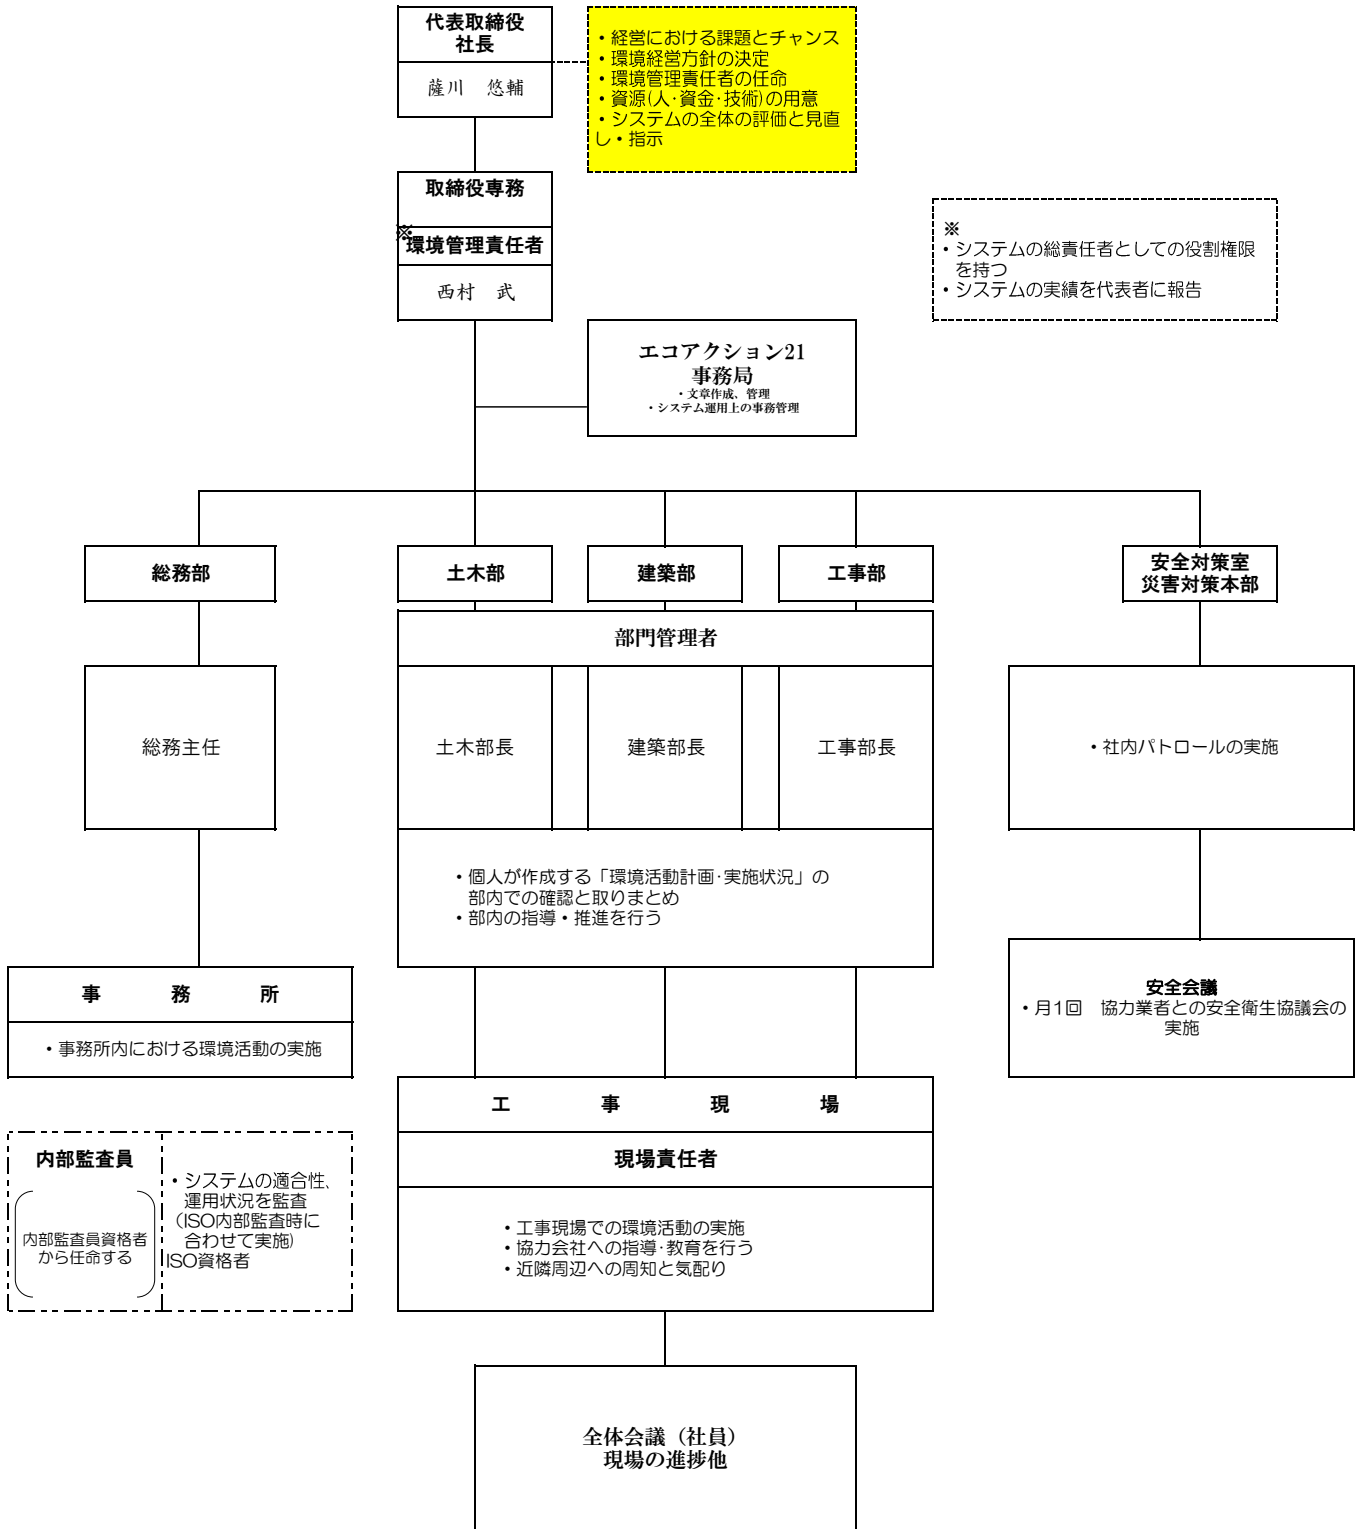 代表取締役
社長
薩川　悠輔
・経営における課題とチャンス
・環境経営方針の決定
・環境管理責任者の任命
・資源(人･資金･技術)の用意
・システムの全体の評価と見直
し・指示
取締役専務
※
環境管理責任者
西村　武
※
・システムの総責任者としての役割権限
を持つ
・システムの実績を代表者に報告
エコアクション21
事務局
・文章作成、管理
・システム運用上の事務管理
総務部
土木部
建築部
工事部
安全対策室
災害対策本部
部門管理者
総務主任
土木部長
建築部長
工事部長
・社内パトロールの実施
・個人が作成する「環境活動計画･実施状況」の
部内での確認と取りまとめ
・部内の指導・推進を行う
事　務　所
・事務所内における環境活動の実施
安全会議
・月1回　協力業者との安全衛生協議会の
実施
工　事　現　場
現場責任者
・工事現場での環境活動の実施
・協力会社への指導･教育を行う
・近隣周辺への周知と気配り
内部監査員
内部監査員資格者
から任命する
・システムの適合性、
運用状況を監査
（ISO内部監査時に
合わせて実施)
ISO資格者
全体会議（社員）
現場の進捗他